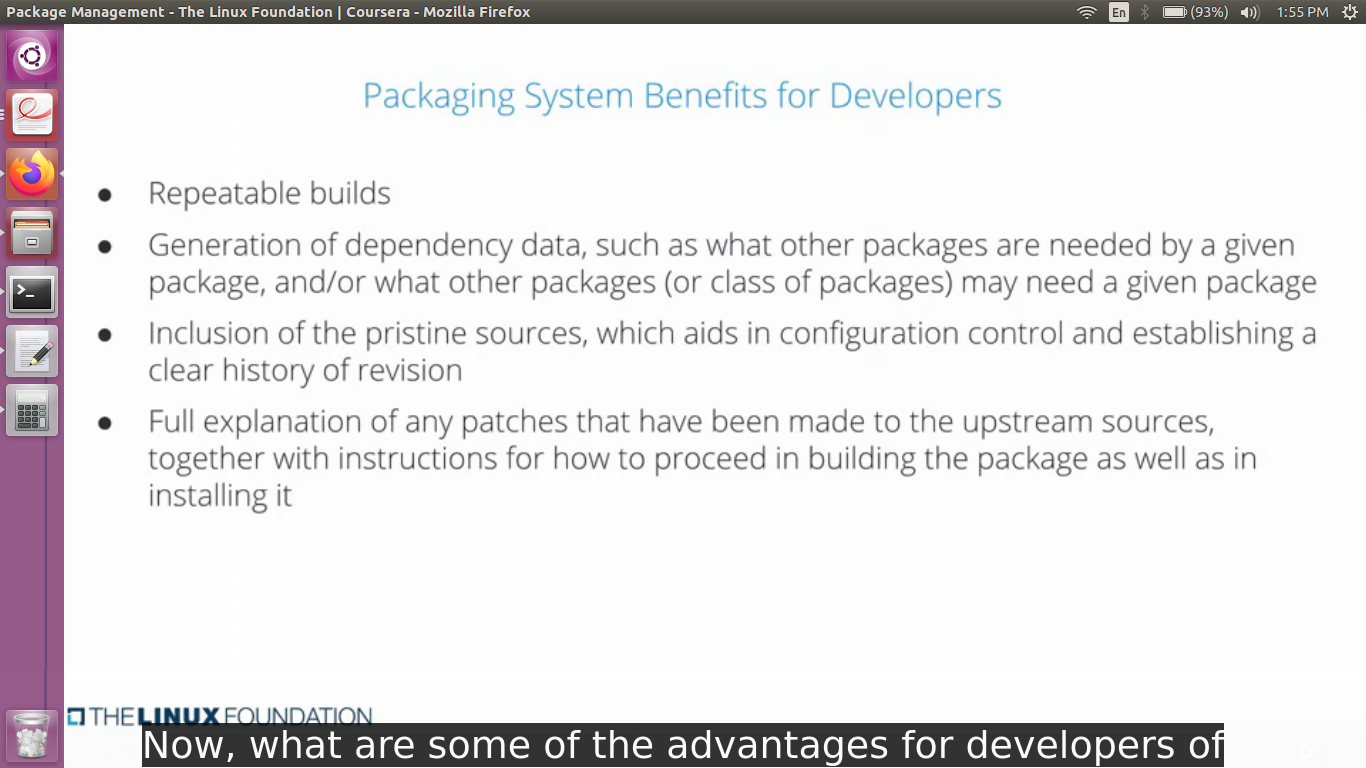 Package Management - The Linux Foundation | Coursera - Mozilla Firefox
En
(93%)
1:55 PM
Packaging System Benefits for Developers
● Repeatable builds
● Generation of dependency data, such as what other packages are needed by a given
package, and/or what other packages (or class of packages) may need a given package
● Inclusion of the pristine sources, which aids in configuration control and establishing a
clear history of revision
● Full explanation of any patches that have been made to the upstream sources,
together with instructions for how to proceed in building the package as well as in
installing it
THE LINUX FOUNDATION
Now, what are some of the advantages for developers of